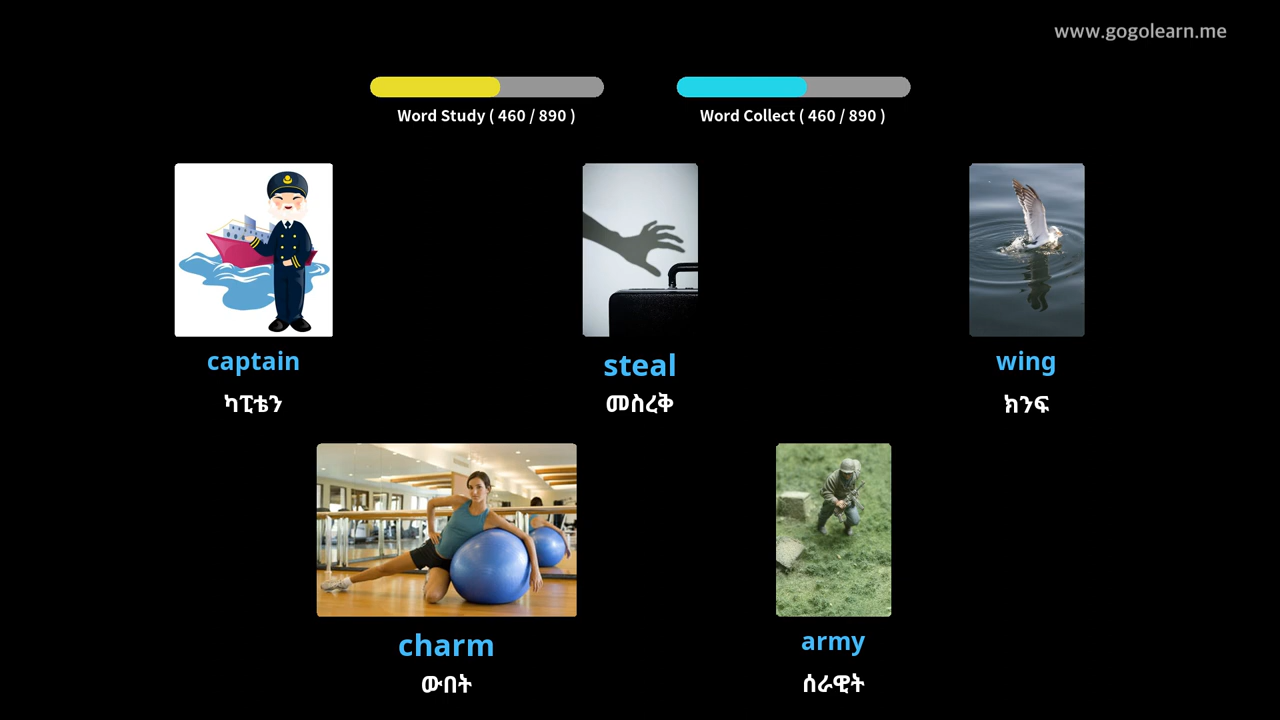 www.gogolearn.me
Word Study ( 460 / 890 )
Word Collect ( 460 / 890 )
captain
ካፒቴን
steal
መስረቅ
wing
ክንፍ
charm
ውበት
army
ሰራዊት